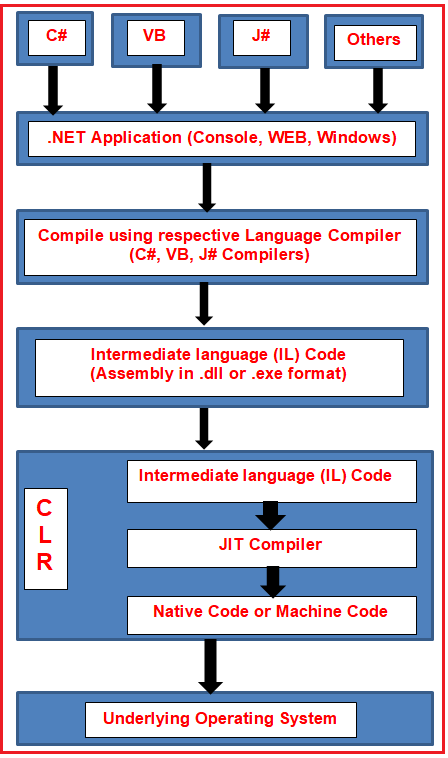 C#
VB
J#
Others
.NET Application (Console, WEB, Windows)
Compile using respective Language Compiler
(C#, VB, J# Compilers)
Intermediate language (IL) Code
(Assembly in .dll or .exe format)
C
L
R
Intermediate language (IL) Code
JIT Compiler
Native Code or Machine Code
Underlying Operating System